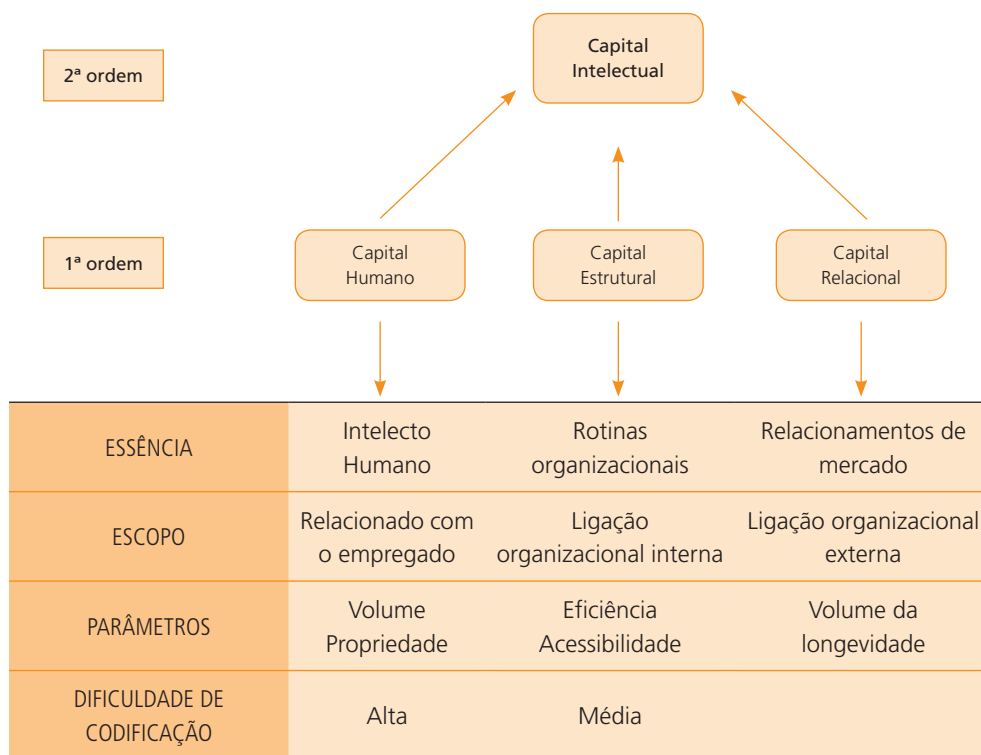 2ª ordem
Capital
Intelectual
1ª ordem
Capital
Humano
Capital
Estrutural
Capital
Relacional
ESSÊNCIA
Intelecto
Humano
Rotinas
organizacionais
Relacionamentos de
mercado
ESCOPO
Relacionado com
o empregado
Ligação
organizacional interna
Ligação organizacional
externa
PARÂMETROS
Volume
Propriedade
Eficiência
Acessibilidade
Volume da
longevidade
DIFICULDADE DE
CODIFICAÇÃO
Alta
Média